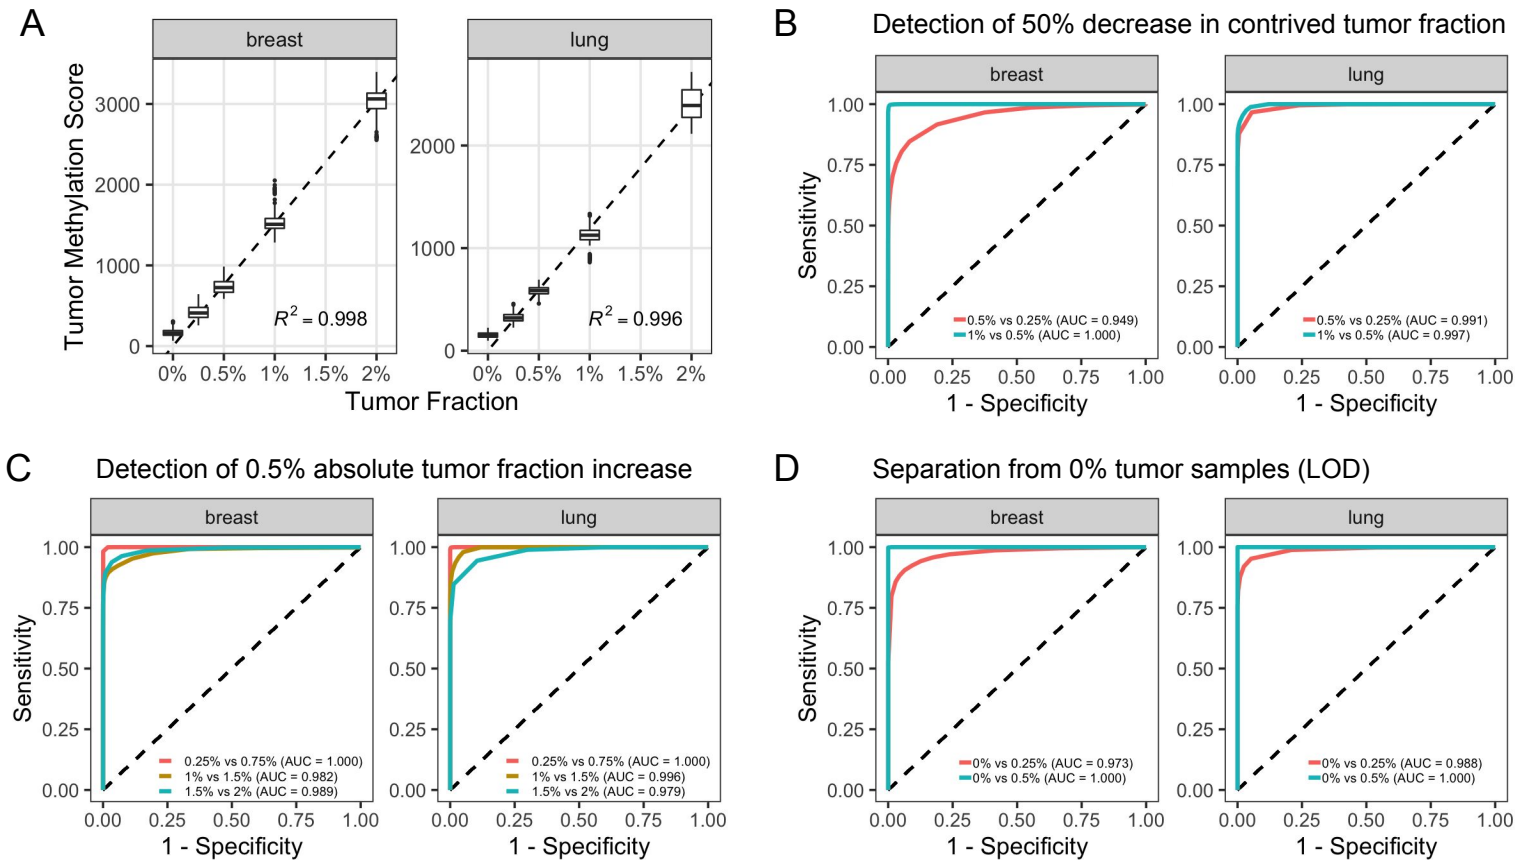 A
breast
lung
Tumor Methylation Score
3000
2000
1000
0
2000
1000
0
R² = 0.998
R² = 0.996
0% 0.5% 1% 1.5% 2%
0% 0.5% 1% 1.5% 2%
Tumor Fraction
B
Detection of 50% decrease in contrived tumor fraction
breast
lung
Sensitivity
1.00
0.75
0.50
0.25
0.00
1.00
0.75
0.50
0.25
0.00
0.5% vs 0.25% (AUC = 0.949)
1% vs 0.5% (AUC = 1.000)
0.5% vs 0.25% (AUC = 0.991)
1% vs 0.5% (AUC = 0.997)
0.00 0.25 0.50 0.75 1.00
0.00 0.25 0.50 0.75 1.00
1 - Specificity
1 - Specificity
C
Detection of 0.5% absolute tumor fraction increase
breast
lung
Sensitivity
1.00
0.75
0.50
0.25
0.00
1.00
0.75
0.50
0.25
0.00
0.25% vs 0.75% (AUC = 1.000)
1% vs 1.5% (AUC = 0.982)
1.5% vs 2% (AUC = 0.989)
0.25% vs 0.75% (AUC = 1.000)
1% vs 1.5% (AUC = 0.996)
1.5% vs 2% (AUC = 0.979)
0.00 0.25 0.50 0.75 1.00
0.00 0.25 0.50 0.75 1.00
1 - Specificity
1 - Specificity
D
Separation from 0% tumor samples (LOD)
breast
lung
Sensitivity
1.00
0.75
0.50
0.25
0.00
1.00
0.75
0.50
0.25
0.00
0% vs 0.25% (AUC = 0.973)
0% vs 0.5% (AUC = 1.000)
0% vs 0.25% (AUC = 0.988)
0% vs 0.5% (AUC = 1.000)
0.00 0.25 0.50 0.75 1.00
0.00 0.25 0.50 0.75 1.00
1 - Specificity
1 - Specificity